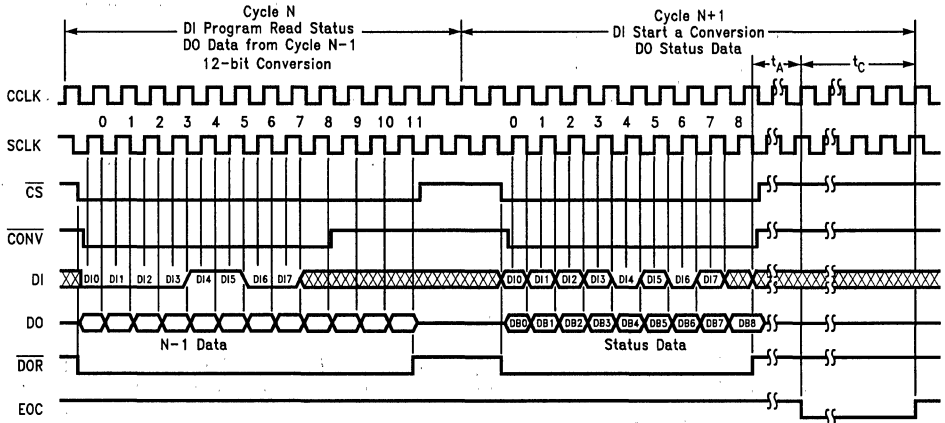 Cycle N
DI Program Read Status
DO Data from Cycle N−1
12-bit Conversion
Cycle N+1
DI Start a Conversion
DO Status Data
tA
tC
CCLK
0 1 2 3 4 5 6 7 8 9 10 11 0 1 2 3 4 5 6 7 8
SCLK
CS
CONV
DI DI0 DI1 DI2 DI3 DI4 DI5 DI6 DI7 DI0 DI1 DI2 DI3 DI4 DI5 DI6 DI7
DO DB0 DB1 DB2 DB3 DB4 DB5 DB6 DB7 DB8
N−1 Data Status Data
DOR
EOC